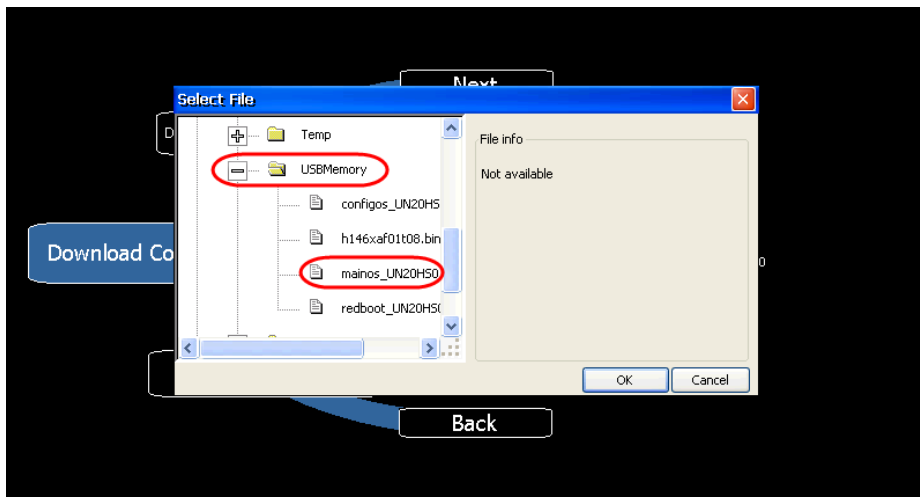 Next
Select File
D
Temp
File info
USBMemory
Not available
configos_UN20HS
h146xaf01t08.bin
Download Co
mainos_UN20HS0
0
redboot_UN20HS
OK
Cancel
Back